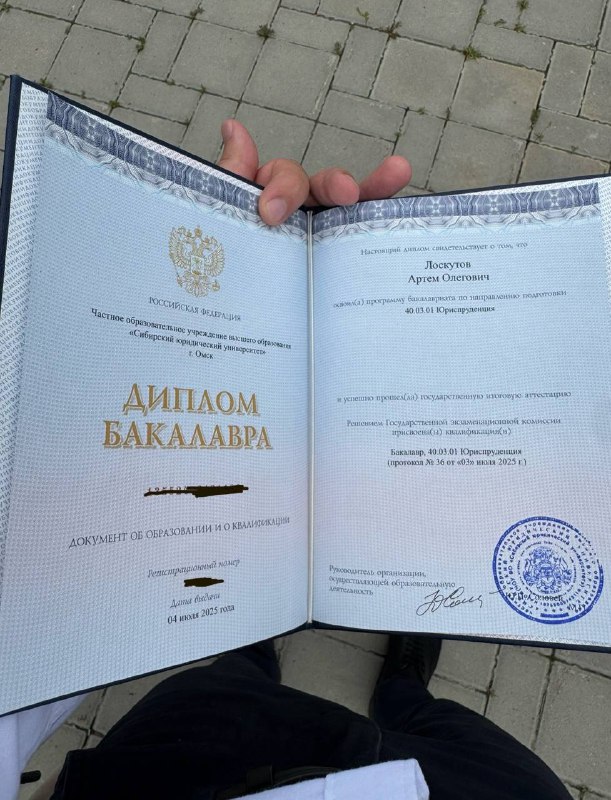 РОССИЙСКАЯ ФЕДЕРАЦИЯ
Частное образовательное учреждение высшего образования
«Сибирский юридический университет»
г. Омск
ДИПЛОМ
БАКАЛАВРА
ДОКУМЕНТ ОБ ОБРАЗОВАНИИ И О КВАЛИФИКАЦИИ
Регистрационный номер
Дата выдачи
04 июля 2025 года
Настоящий диплом свидетельствует о том, что
Лоскутов
Артем Олегович
освоил(а) программу бакалавриата по направлению подготовки
40.03.01 Юриспруденция
и успешно прошел(ла) государственную итоговую аттестацию
Решением Государственной экзаменационной комиссии
присвоена(ы) квалификация(и)
Бакалавр, 40.03.01 Юриспруденция
(протокол № 36 от «03» июля 2025 г.)
Руководитель организации,
осуществляющей образовательную
деятельность